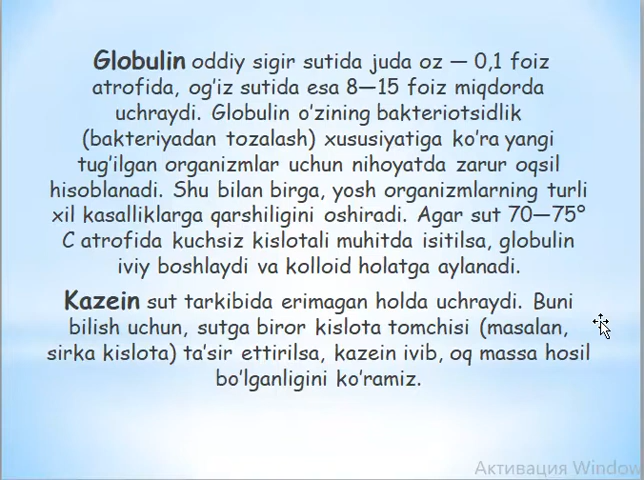 Globulin oddiy sigir sutida juda oz — 0,1 foiz
atrofida, og’iz sutida esa 8—15 foiz miqdorda
uchraydi. Globulin o’zining bakteriotsidlik
(bakteriyadan tozalash) xususiyatiga ko’ra yangi
tug’ilgan organizmlar uchun nihoyatda zarur oqsil
hisoblanadi. Shu bilan birga, yosh organizmlarning turli
xil kasalliklarga qarshiligini oshiradi. Agar sut 70—75°
C atrofida kuchsiz kislotali muhitda isitilsa, globulin
iviy boshlaydi va kolloid holatga aylanadi.
Kazein sut tarkibida erimagan holda uchraydi. Buni
bilish uchun, sutga biror kislota tomchisi (masalan,
sirka kislota) ta’sir ettirilsa, kazein ivib, oq massa hosil
bo’lganligini ko’ramiz.
Активация Window